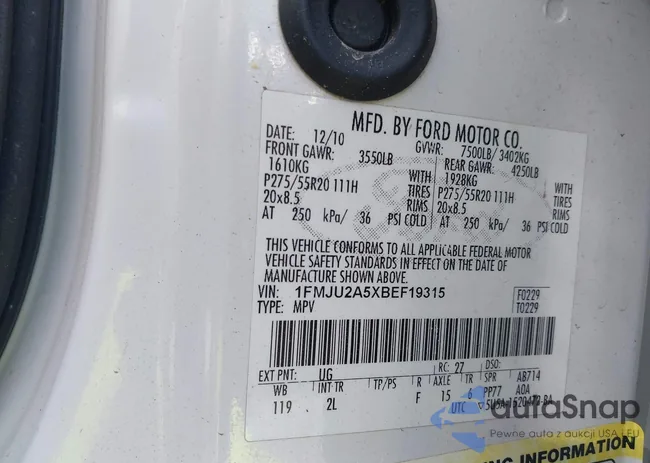 MFD. BY FORD MOTOR CO.
DATE: 12/10 GVWR: 7500LB/ 3402KG
FRONT GAWR: 3550LB REAR GAWR: 4250LB
1610KG WITH 1928KG WITH
P275/55R20 111H TIRES P275/55R20 111H TIRES
20x8.5 RIMS 20x8.5 RIMS
AT 250 kPa/ 36 PSI COLD AT 250 kPa/ 36 PSI COLD
THIS VEHICLE CONFORMS TO ALL APPLICABLE FEDERAL MOTOR
VEHICLE SAFETY STANDARDS IN EFFECT ON THE DATE OF
MANUFACTURE SHOWN ABOVE.
VIN: 1FMJU2A5XBEF19315 F0229
TYPE: MPV T0229
EXT PNT: UG RC: 27 DSO:
WB INT TR TP/PS R AXLE TR SPR AB714
119 2L F 15 6 PP77 AOA
UTC
autoSnap
Pewne auta z aukcji USA i EU
INFORMATION